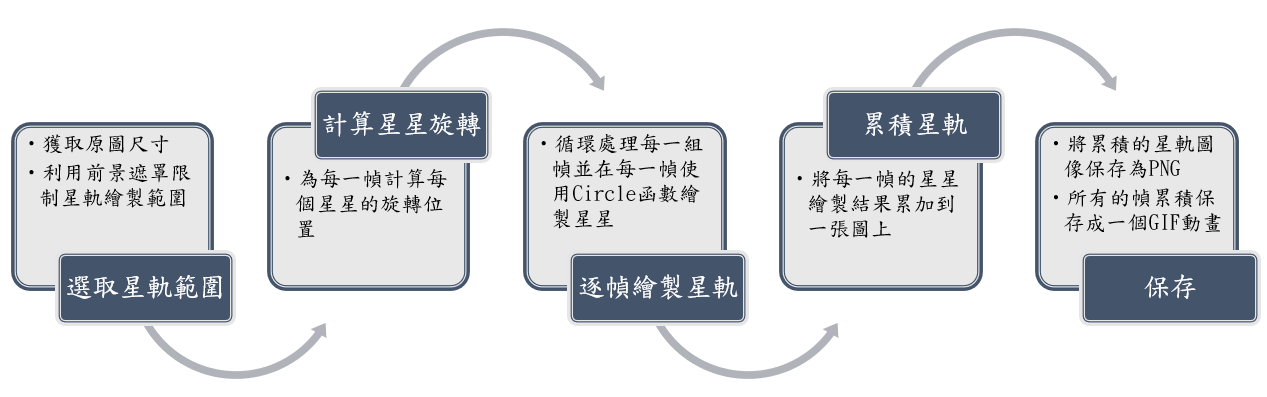 • 獲取原圖尺寸
• 利用前景遮罩限
制星軌繪製範圍
選取星軌範圍
計算星星旋轉
• 為每一幀計算每
個星星的旋轉位
置
• 循環處理每一組
幀並在每一幀使
用Circle函數繪
製星星
逐幀繪製星軌
累積星軌
• 將每一幀的星星
繪製結果累加到
一張圖上
• 將累積的星軌圖
像保存為PNG
• 所有的幀累積保
存成一個GIF動畫
保存